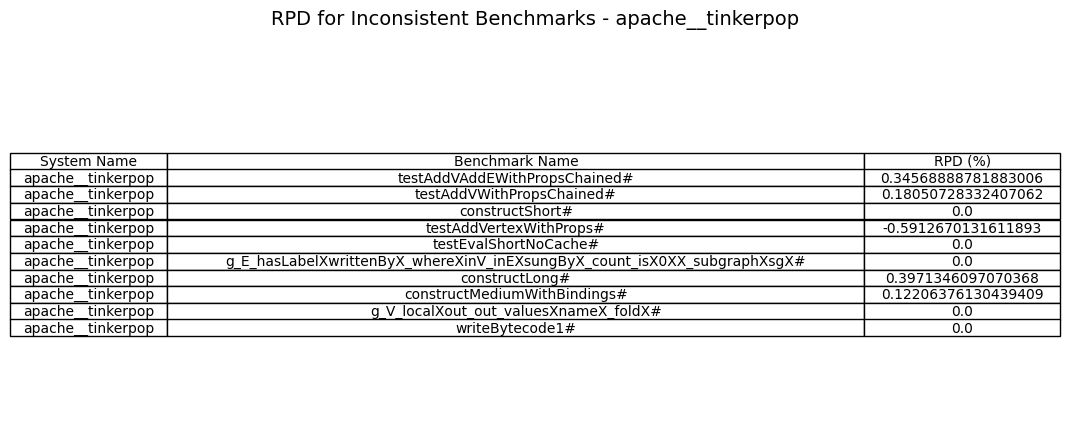 RPD for Inconsistent Benchmarks - apache__tinkerpop
System Name Benchmark Name RPD (%)
apache__tinkerpop testAddVAddEWithPropsChained# 0.34568888781883006
apache__tinkerpop testAddVWithPropsChained# 0.18050728332407062
apache__tinkerpop constructShort# 0.0
apache__tinkerpop testAddVertexWithProps# -0.5912670131611893
apache__tinkerpop testEvalShortNoCache# 0.0
apache__tinkerpop g_E_hasLabelXwrittenByX_whereXinV_inEXsungByX_count_isX0XX_subgraphXsgX# 0.0
apache__tinkerpop constructLong# 0.3971346097070368
apache__tinkerpop constructMediumWithBindings# 0.12206376130439409
apache__tinkerpop g_V_localXout_out_valuesXnameX_foldX# 0.0
apache__tinkerpop writeBytecode1# 0.0